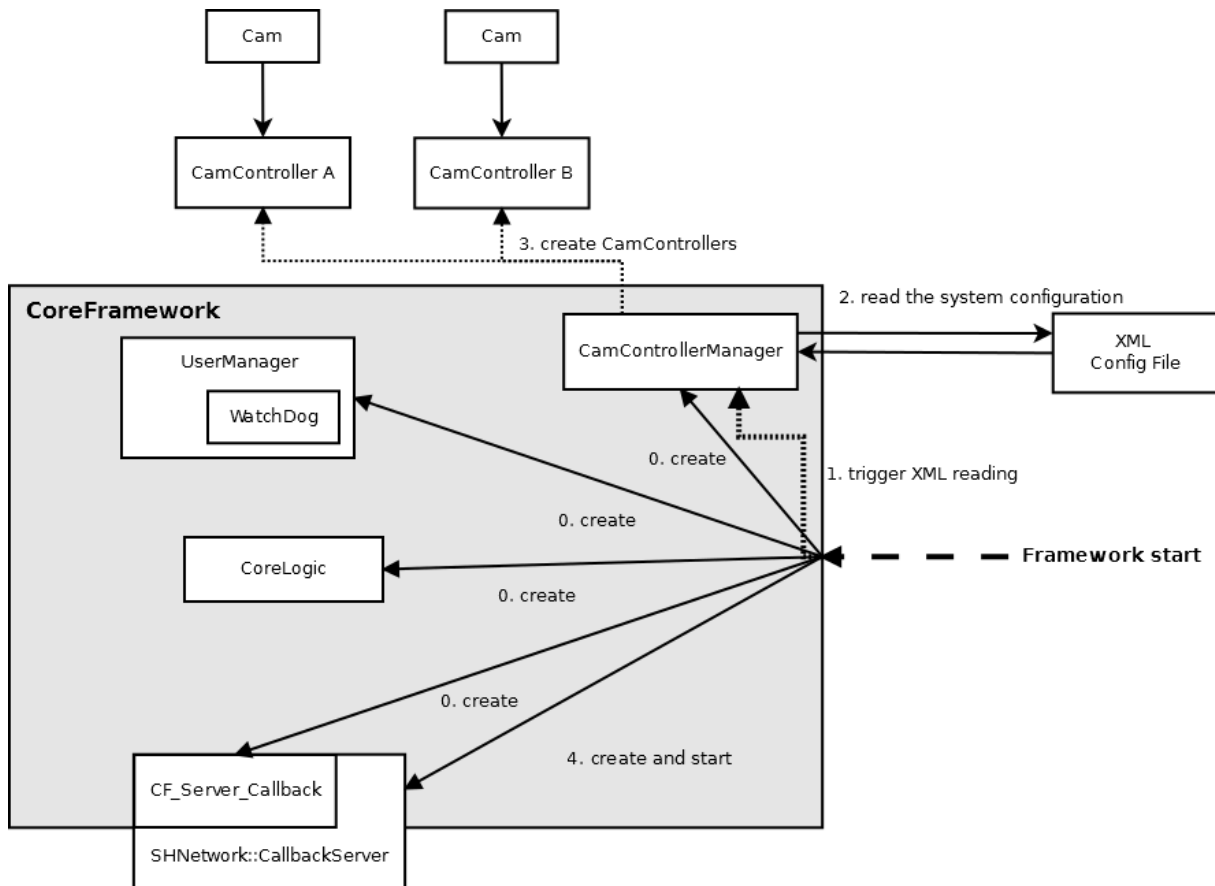 Cam
Cam
CamController A
CamController B
3. create CamControllers
CoreFramework
2. read the system configuration
UserManager
CamControllerManager
XML
Config File
WatchDog
0. create
1. trigger XML reading
0. create
Framework start
CoreLogic
0. create
0. create
4. create and start
CF_Server_Callback
SHNetwork::CallbackServer